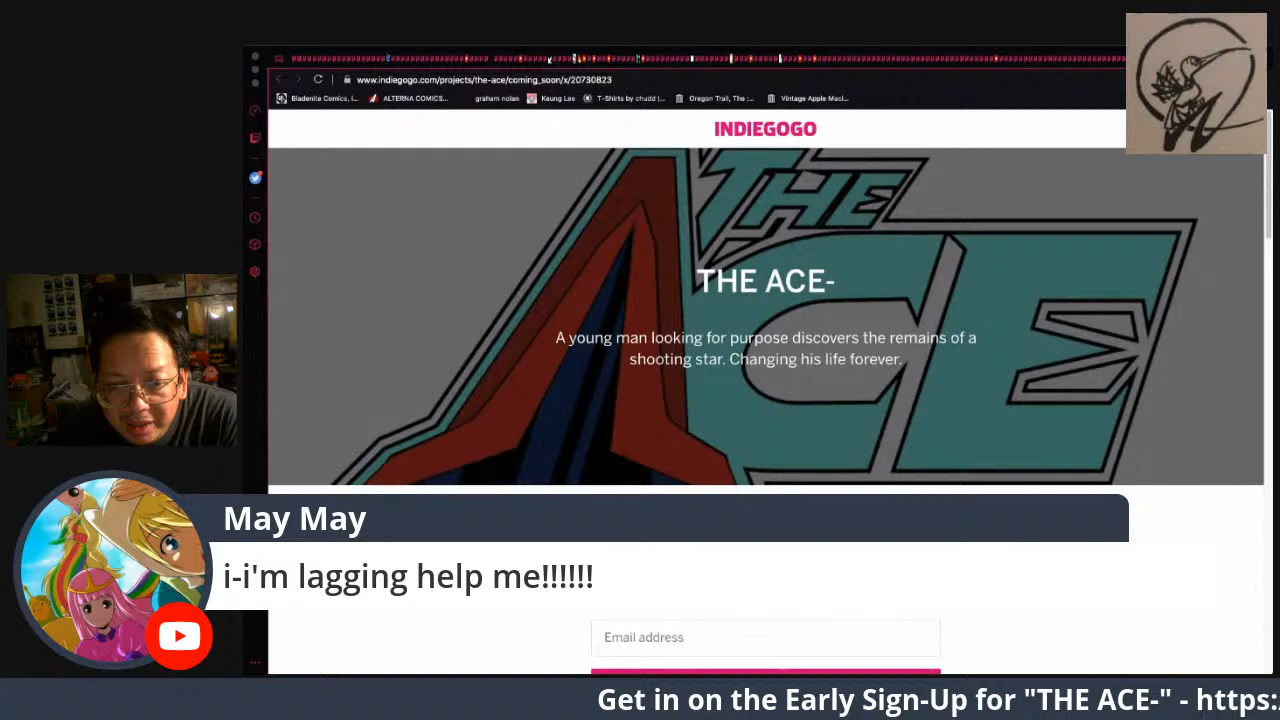 www.indiegogo.com/projects/the-ace/coming_soon/x/20730823
Bladenite Comics, I...
ALTERNA COMICS...
graham nolan
Keung Lee
T-Shirts by chudd |...
Oregon Trail, The :...
Vintage Apple Maci...
INDIEGOGO
THE
ACE
THE ACE-
A young man looking for purpose discovers the remains of a
shooting star. Changing his life forever.
May May
i-i'm lagging help me!!!!!!
Email address
Get in on the Early Sign-Up for "THE ACE-" - https:/